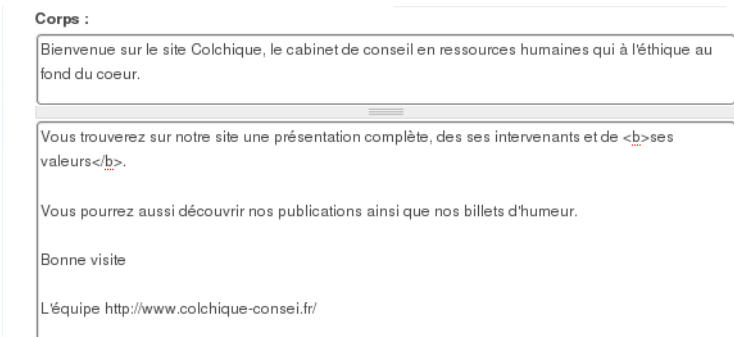 Corps :
Bienvenue sur le site Colchique, le cabinet de conseil en ressources humaines qui à l'éthique au
fond du coeur.
Vous trouverez sur notre site une présentation complète, des ses intervenants et de <b>ses
valeurs</b>.
Vous pourrez aussi découvrir nos publications ainsi que nos billets d'humeur.
Bonne visite
L'équipe http://www.colchique-consei.fr/